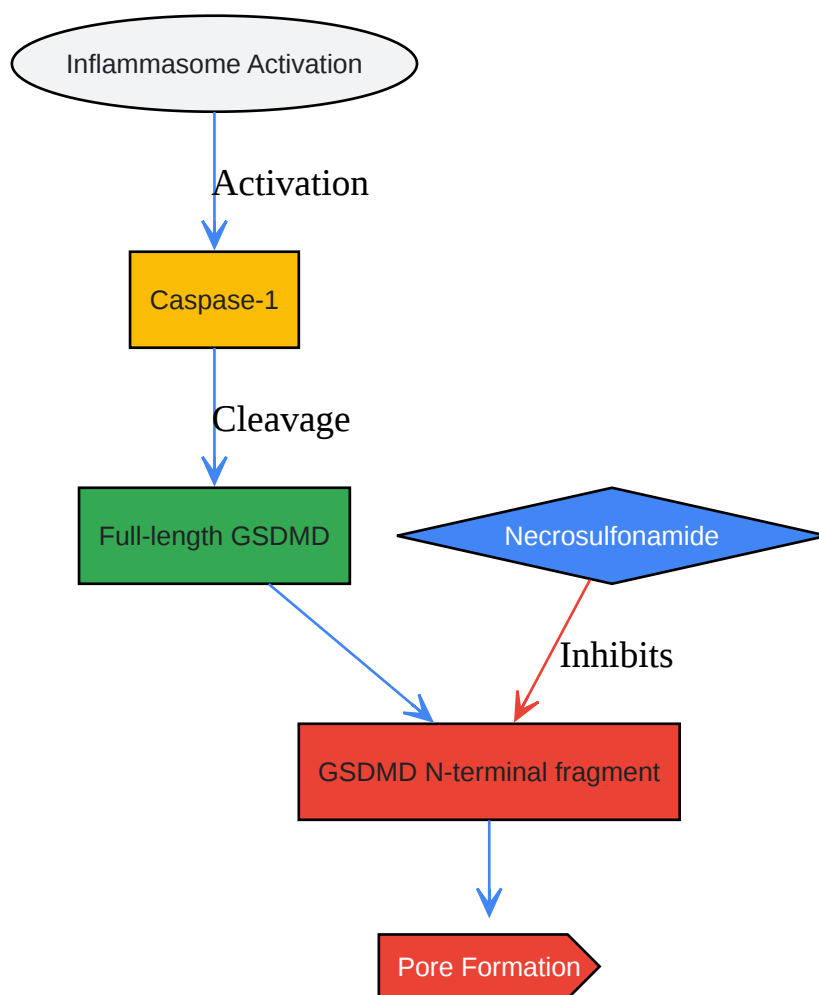 Inflammasome Activation
Activation
Caspase-1
Cleavage
Full-length GSDMD
Necrosulfonamide
Inhibits
GSDMD N-terminal fragment
Pore Formation